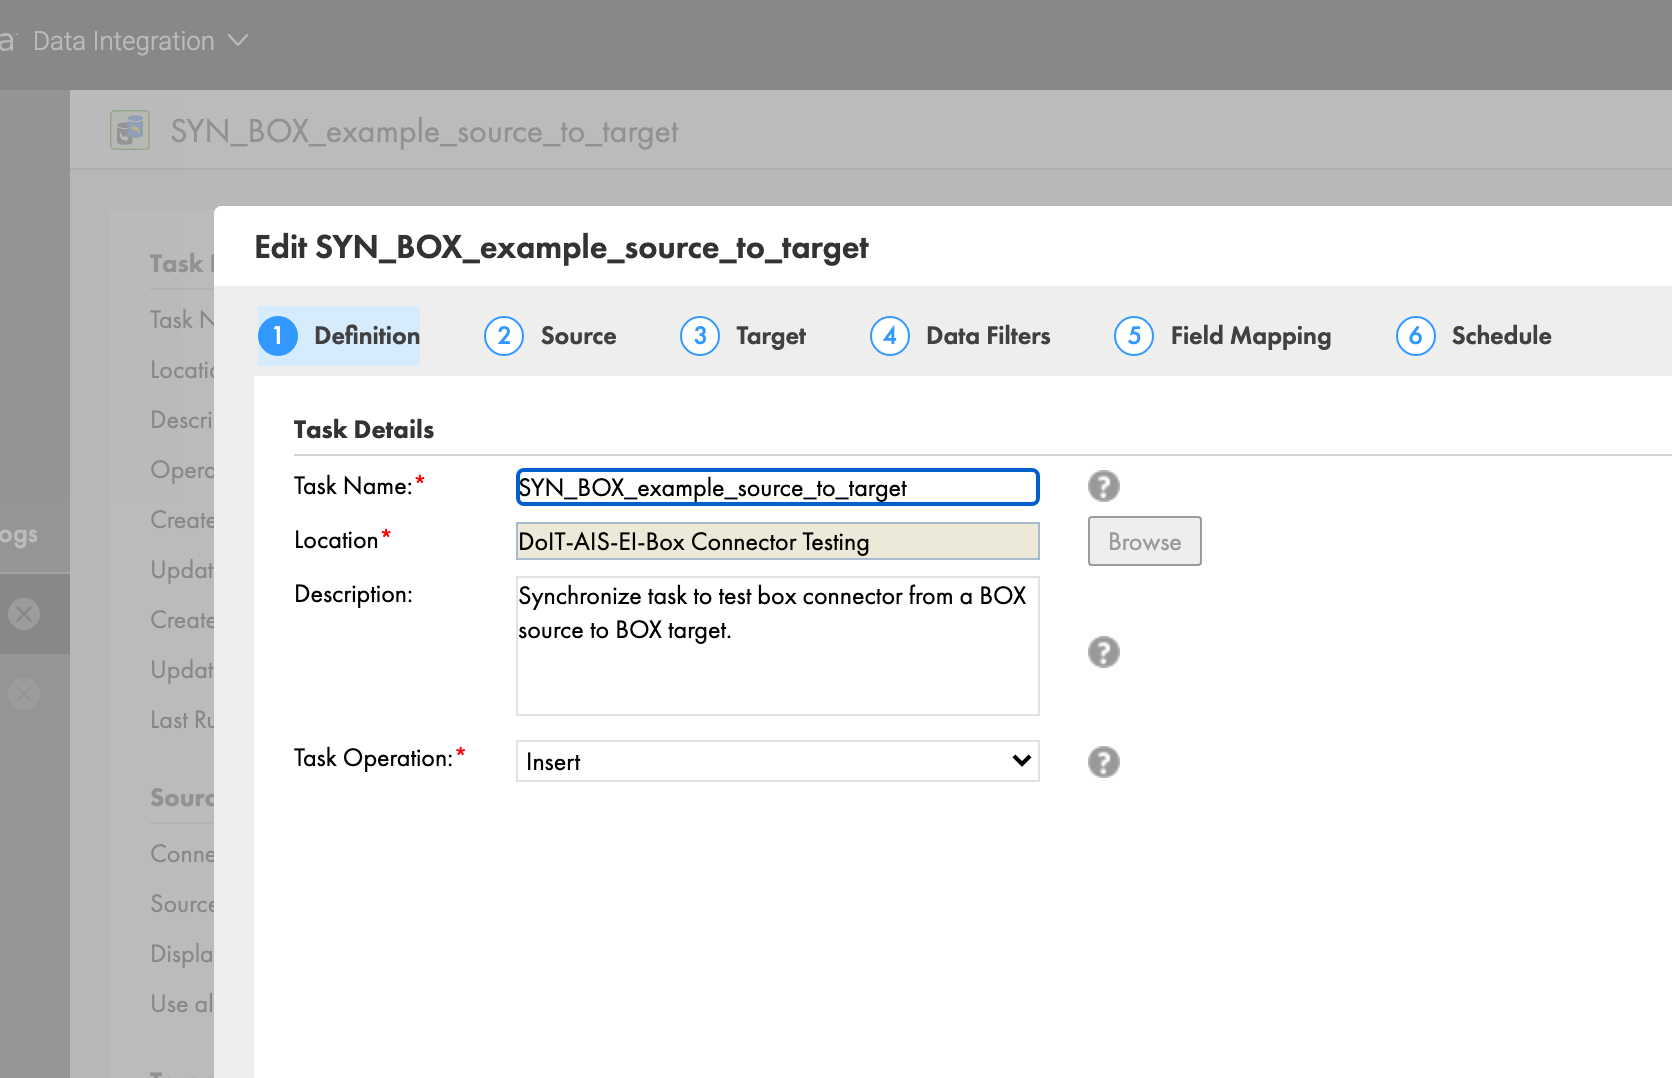 a Data Integration
SYN_BOX_example_source_to_target
Edit SYN_BOX_example_source_to_target
1 Definition 2 Source 3 Target 4 Data Filters 5 Field Mapping 6 Schedule
Task Details
Task Name:* SYN_BOX_example_source_to_target ?
Location* DoIT-AIS-EI-Box Connector Testing Browse
Description: Synchronize task to test box connector from a BOX
source to BOX target.
?
Task Operation:* Insert ?
Task
Task N
Locatio
Descri
Opera
Create
ogs
Updat
Create
Updat
Last Ru
Sourc
Conne
Source
Displa
Use al